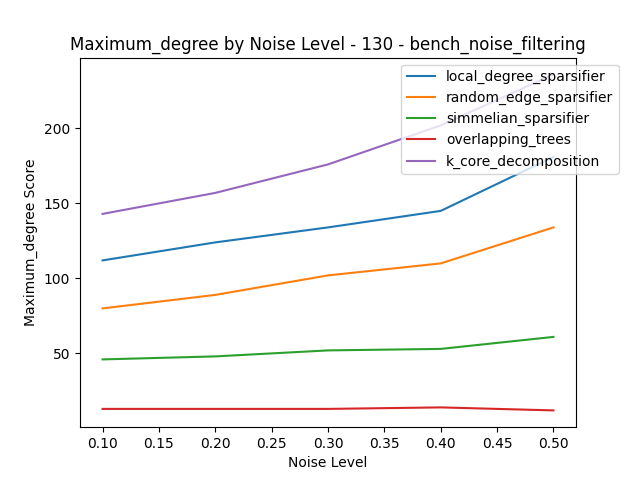 Maximum_degree by Noise Level - 130 - bench_noise_filtering
local_degree_sparsifier
random_edge_sparsifier
simmelian_sparsifier
overlapping_trees
k_core_decomposition
Maximum_degree Score
200
150
100
50
0.10 0.15 0.20 0.25 0.30 0.35 0.40 0.45 0.50
Noise Level